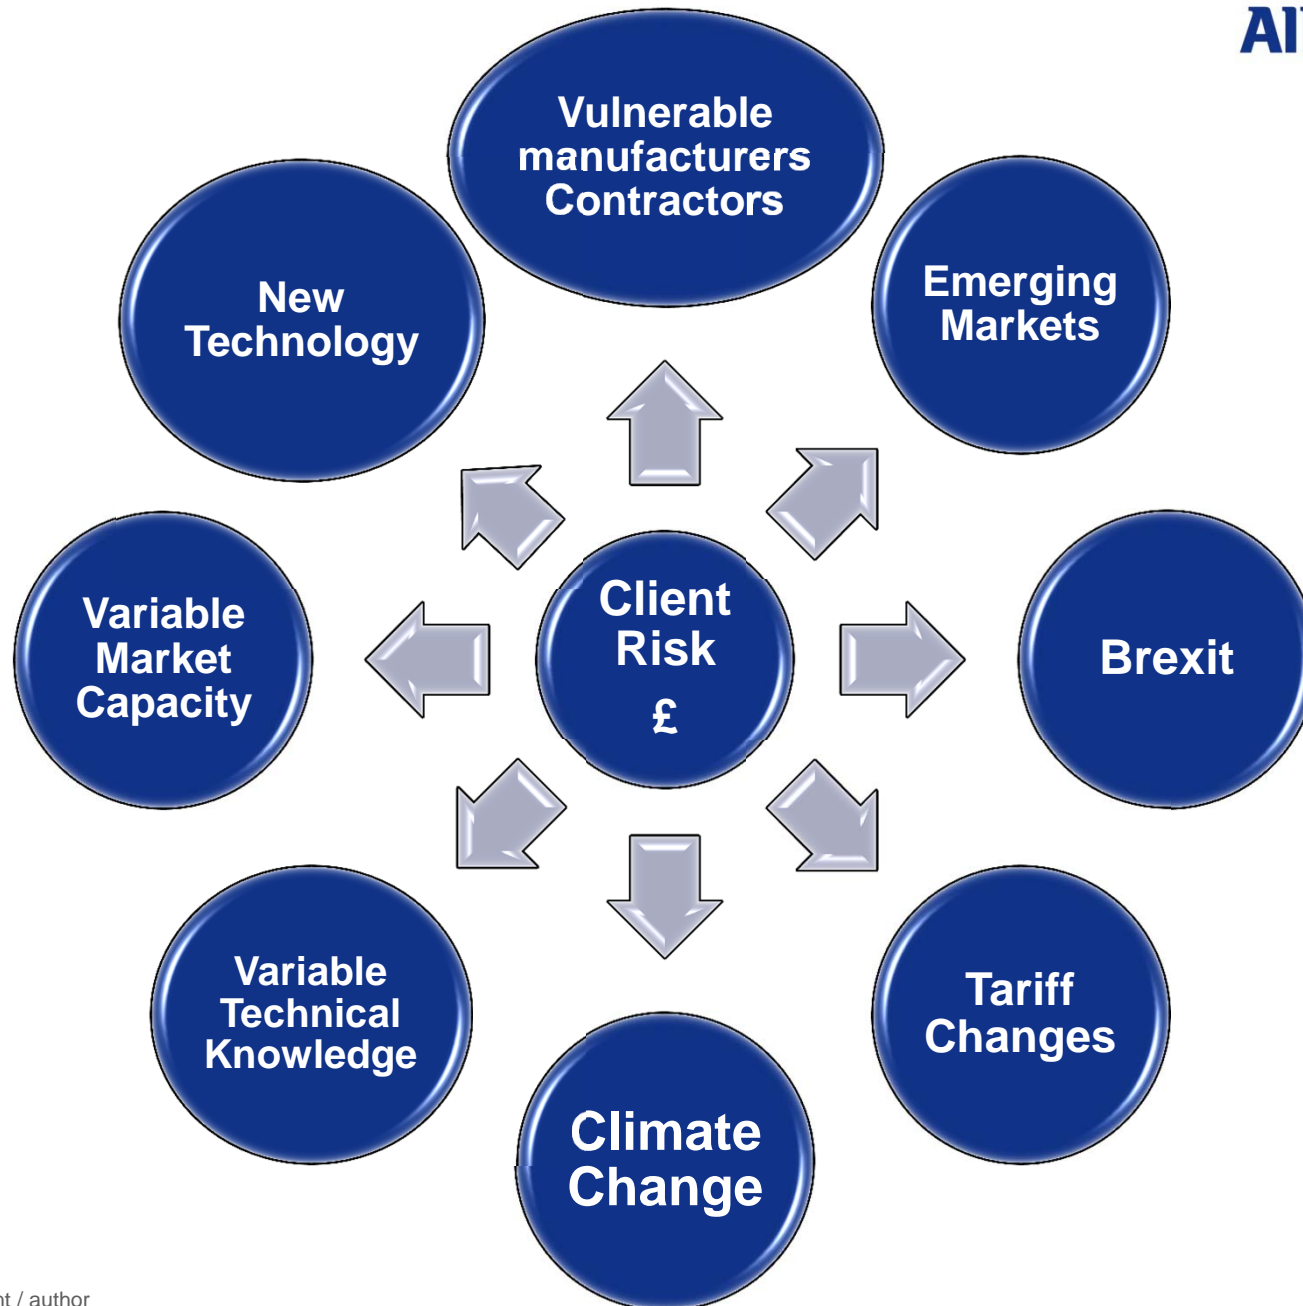 Vulnerable
manufacturers
Contractors
Emerging
Markets
New
Technology
Client
Risk
£
Variable
Market
Capacity
Brexit
Variable
Technical
Knowledge
Tariff
Changes
Climate
Change
/ author